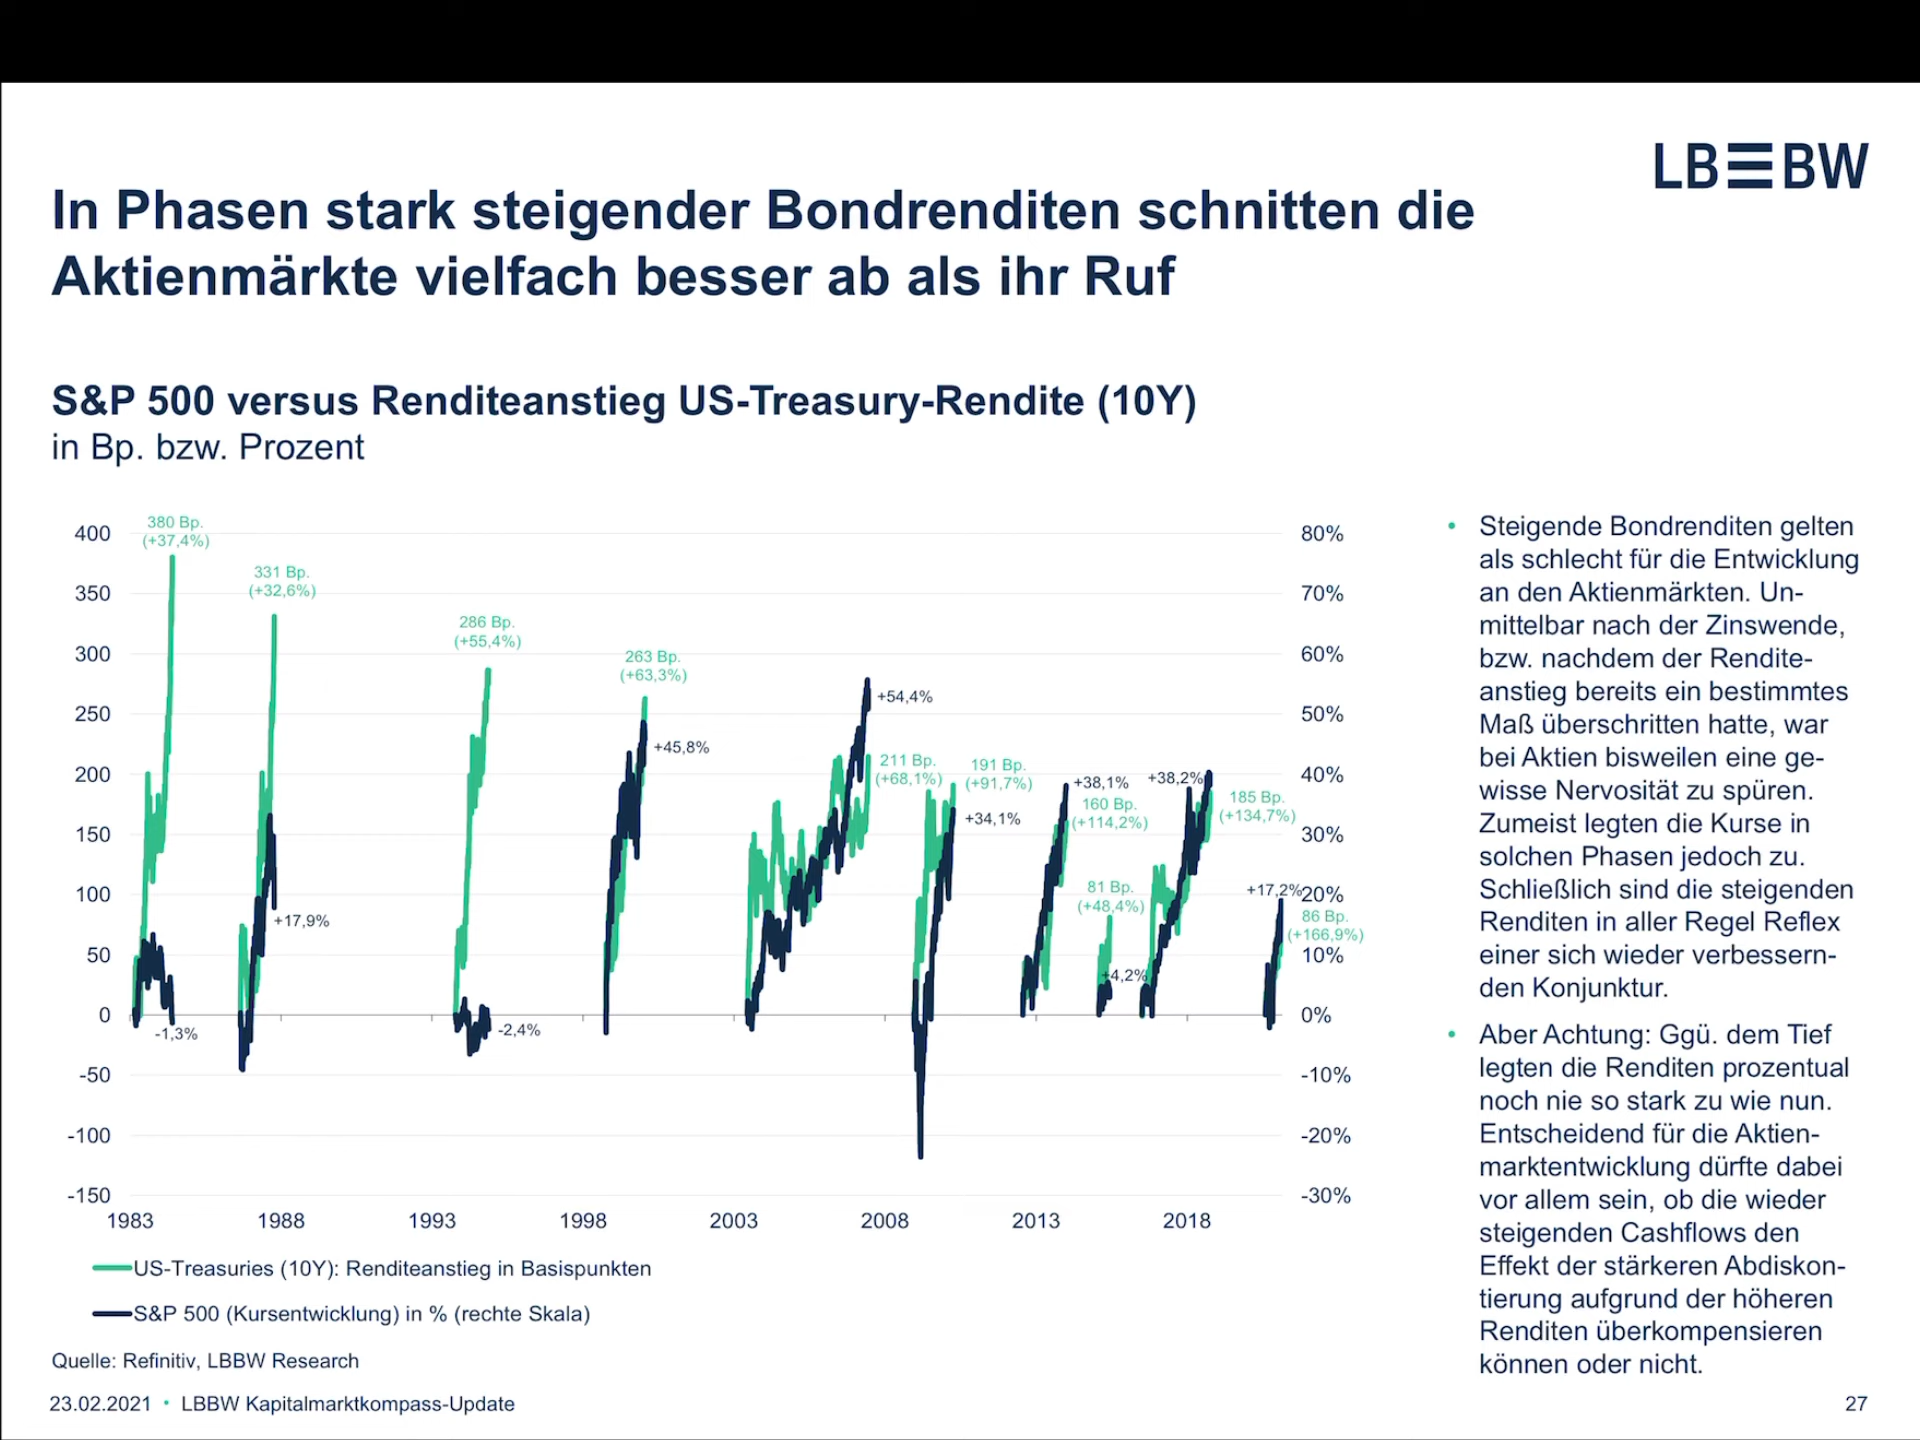 LBBW
In Phasen stark steigender Bondrenditen schnitten die
Aktienmärkte vielfach besser ab als ihr Ruf
S&P 500 versus Renditeanstieg US-Treasury-Rendite (10Y)
in Bp. bzw. Prozent
400
350
300
250
200
150
100
50
0
-50
-100
-150
380 Bp.
(+37,4%)
331 Bp.
(+32,6%)
286 Bp.
(+55,4%)
263 Bp.
(+63,3%)
+54,4%
+45,8%
211 Bp.
(+68,1%)
191 Bp.
(+91,7%)
+34,1%
+38,1%
160 Bp.
(+114,2%)
+38,2%
185 Bp.
(+134,7%)
81 Bp.
(+48,4%)
+4,2%
+17,2%
86 Bp.
(+166,9%)
+17,9%
-1,3%
-2,4%
80%
70%
60%
50%
40%
30%
20%
10%
0%
-10%
-20%
-30%
1983 1988 1993 1998 2003 2008 2013 2018
US-Treasuries (10Y): Renditeanstieg in Basispunkten
S&P 500 (Kursentwicklung) in % (rechte Skala)
Quelle: Refinitiv, LBBW Research
• Steigende Bondrenditen gelten
als schlecht für die Entwicklung
an den Aktienmärkten. Un-
mittelbar nach der Zinswende,
bzw. nachdem der Rendite-
anstieg bereits ein bestimmtes
Maß überschritten hatte, war
bei Aktien bisweilen eine ge-
wisse Nervosität zu spüren.
Zumeist legten die Kurse in
solchen Phasen jedoch zu.
Schließlich sind die steigenden
Renditen in aller Regel Reflex
einer sich wieder verbessern-
den Konjunktur.
• Aber Achtung: Ggü. dem Tief
legten die Renditen prozentual
noch nie so stark zu wie nun.
Entscheidend für die Aktien-
marktentwicklung dürfte dabei
vor allem sein, ob die wieder
steigenden Cashflows den
Effekt der stärkeren Abdiskon-
tierung aufgrund der höheren
Renditen überkompensieren
können oder nicht.
23.02.2021 • LBBW Kapitalmarktkompass-Update
27